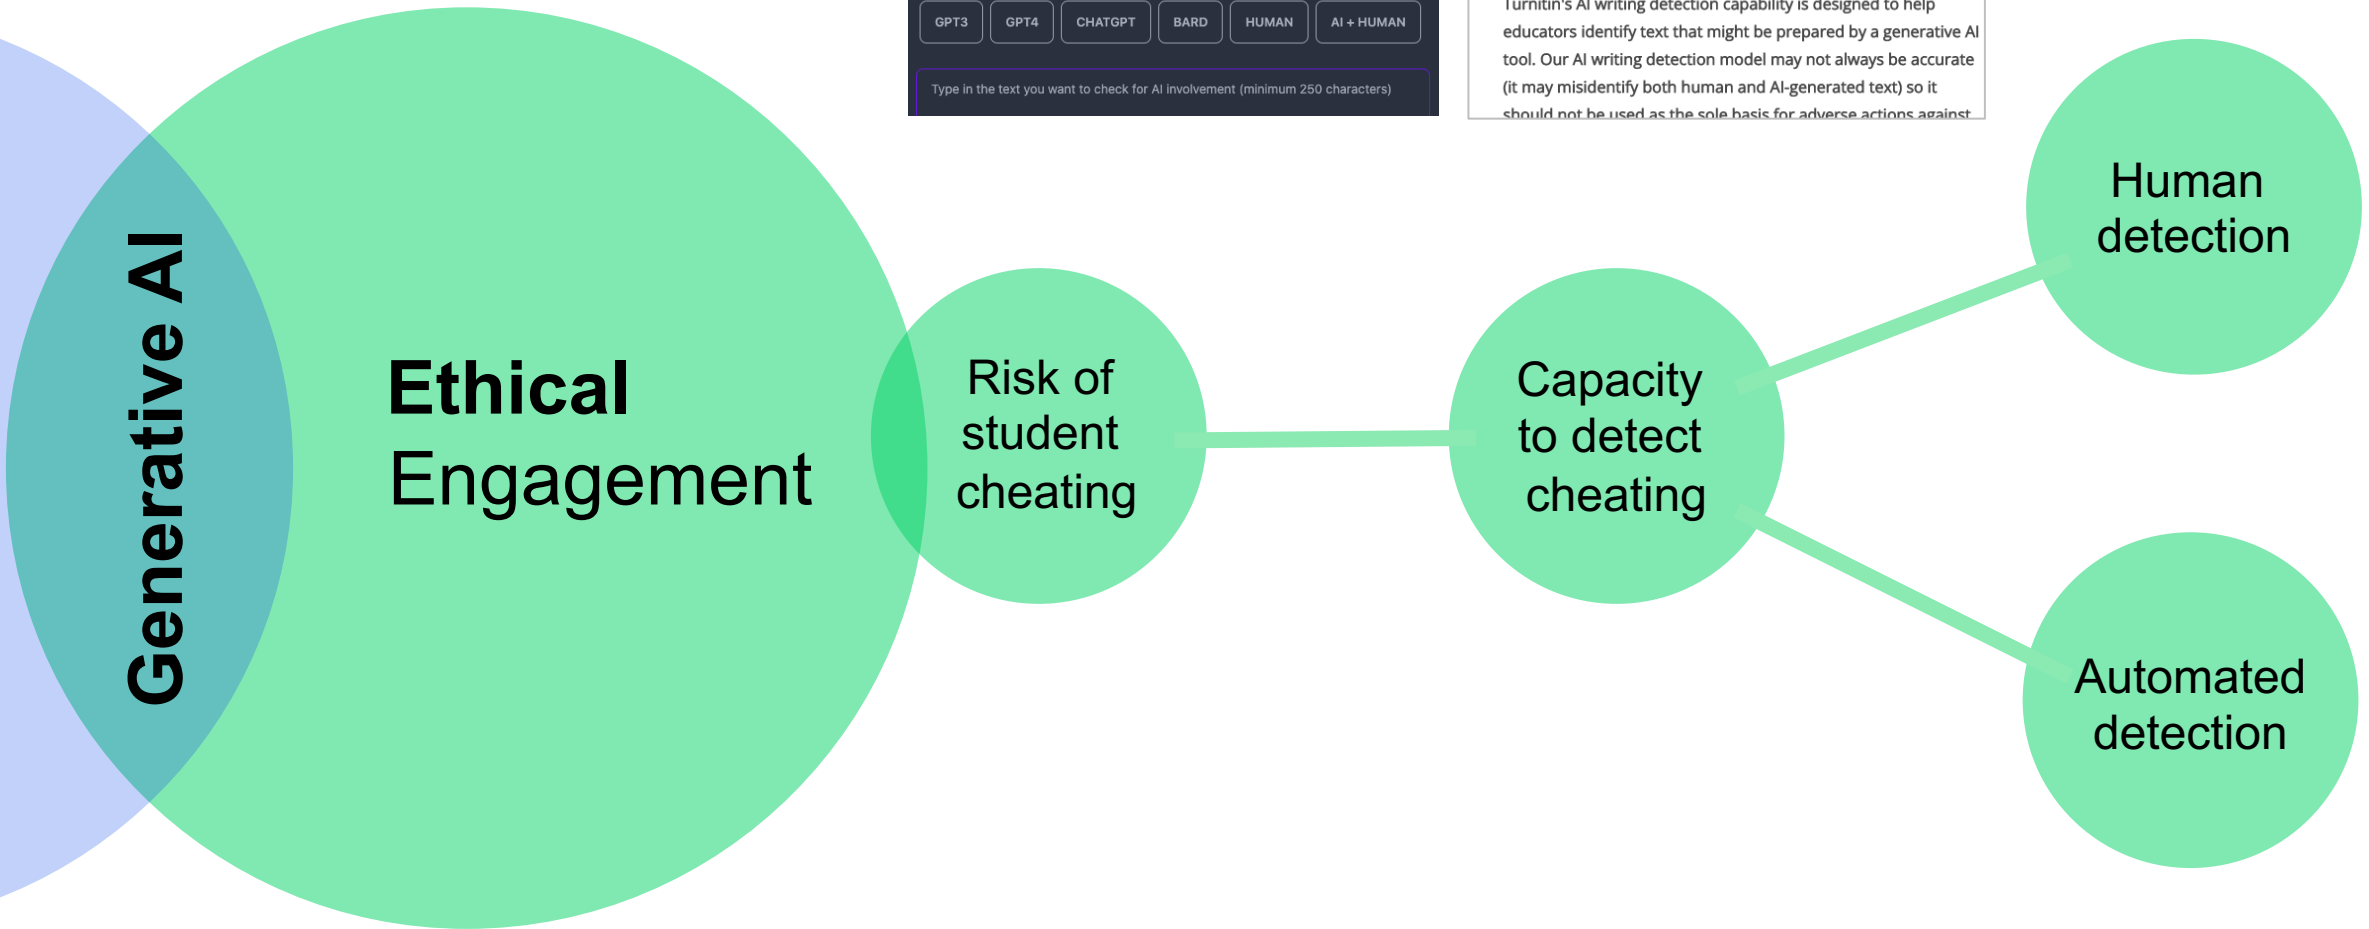 GPT3 GPT4 CHATGPT BARD HUMAN AI + HUMAN
Type in the text you want to check for AI involvement (minimum 250 characters)
Turnitin's AI writing detection capability is designed to help
educators identify text that might be prepared by a generative AI
tool. Our AI writing detection model may not always be accurate
(it may misidentify both human and AI-generated text) so it
should not be used as the sole basis for adverse actions against
Generative AI
Ethical
Engagement
Risk of
student
cheating
Capacity
to detect
cheating
Human
detection
Automated
detection